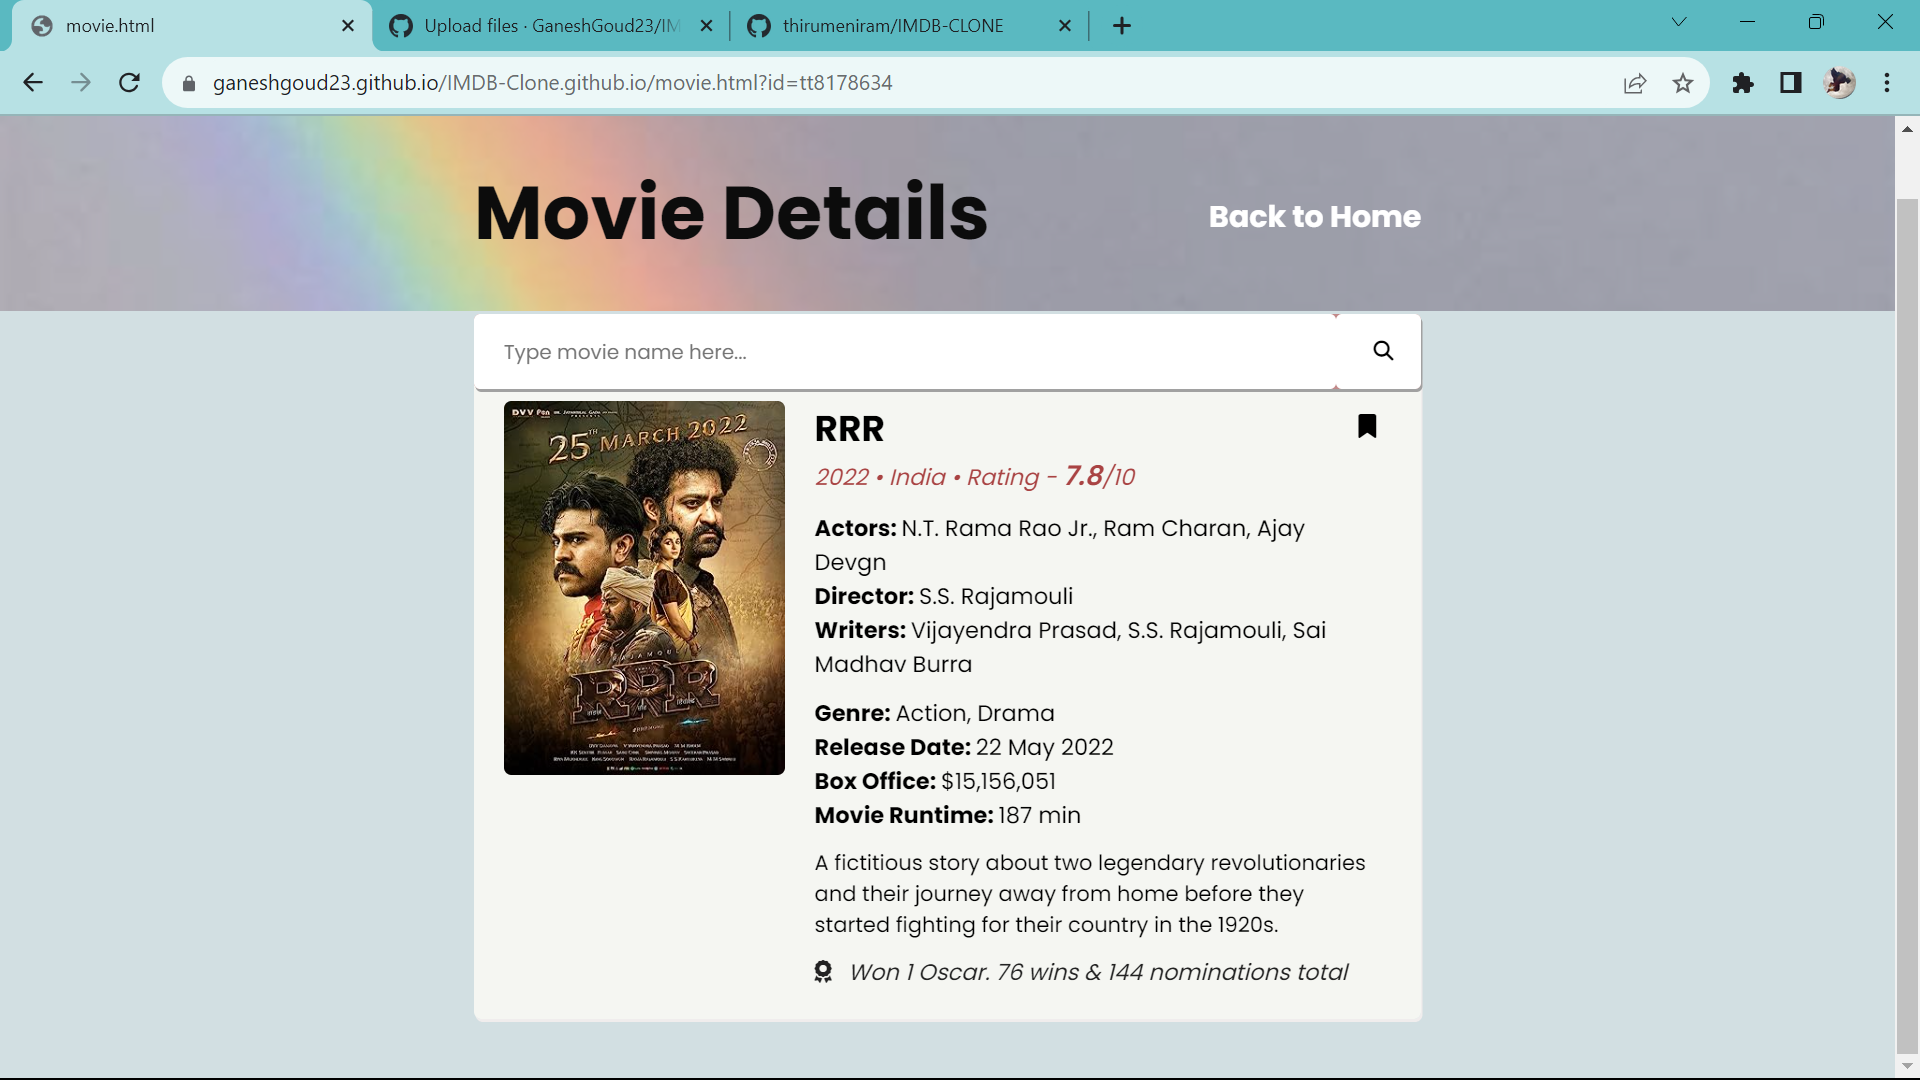 movie.html
Upload files · GaneshGoud23/IM
thirumeniram/IMDB-CLONE
ganeshgoud23.github.io/IMDB-Clone.github.io/movie.html?id=tt8178634
Movie Details
Back to Home
Type movie name here...
DVV
25TH MARCH 2022
RRR
RRR
2022 • India • Rating - 7.8/10
Actors: N.T. Rama Rao Jr., Ram Charan, Ajay
Devgn
Director: S.S. Rajamouli
Writers: Vijayendra Prasad, S.S. Rajamouli, Sai
Madhav Burra
Genre: Action, Drama
Release Date: 22 May 2022
Box Office: $15,156,051
Movie Runtime: 187 min
A fictitious story about two legendary revolutionaries
and their journey away from home before they
started fighting for their country in the 1920s.
Won 1 Oscar. 76 wins & 144 nominations total